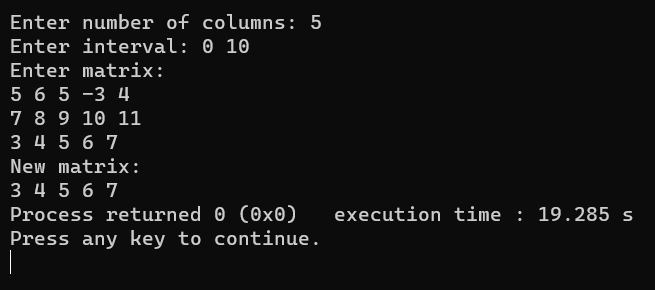 Enter number of columns: 5
Enter interval: 0 10
Enter matrix:
5 6 5 -3 4
7 8 9 10 11
3 4 5 6 7
New matrix:
3 4 5 6 7
Process returned 0 (0x0)   execution time : 19.285 s
Press any key to continue.